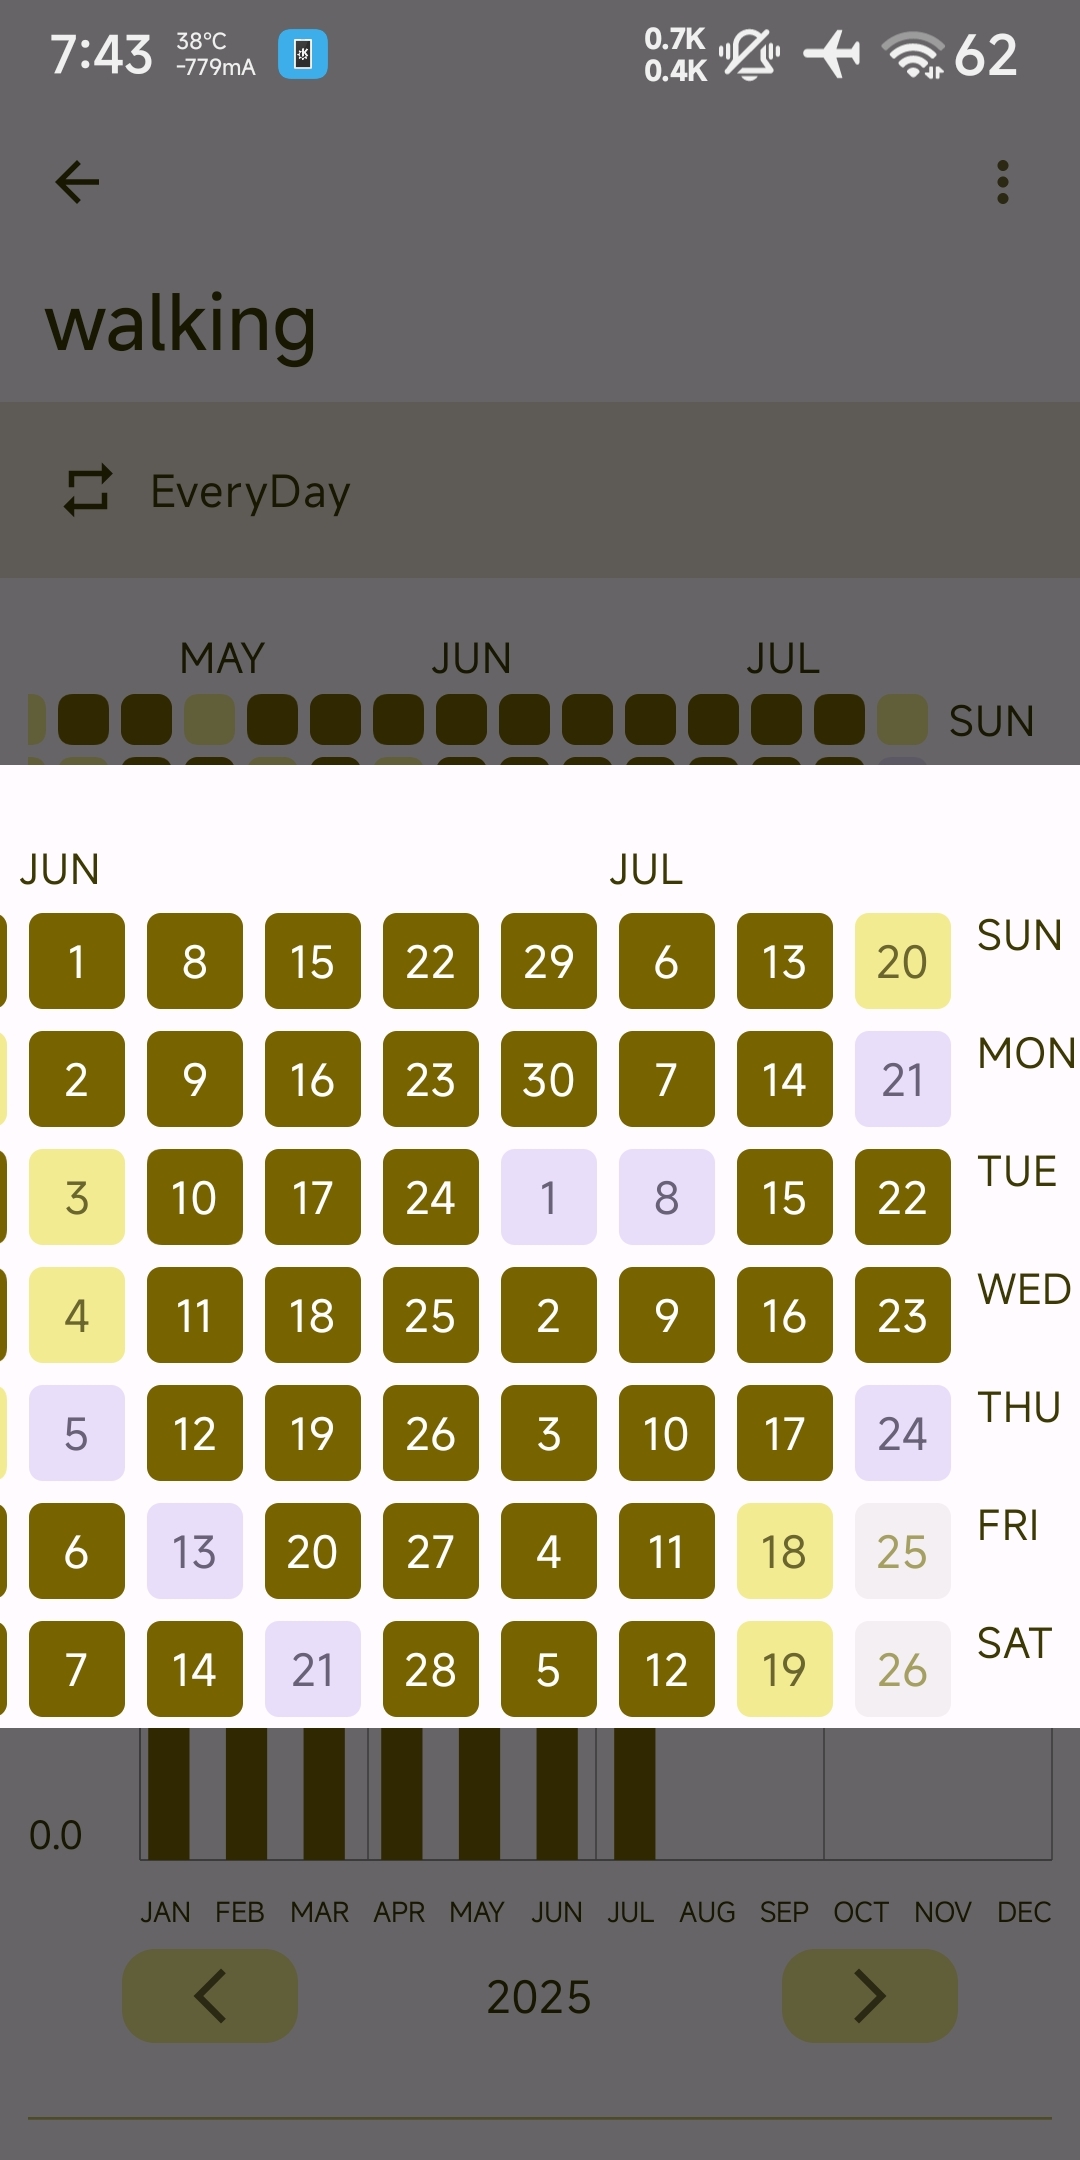 7:43 38°C 0.7K 62
-779mA 0.4K
walking
EveryDay
MAY JUN JUL
SUN
JUN JUL
1 8 15 22 29 6 13 20 SUN
2 9 16 23 30 7 14 21 MON
3 10 17 24 1 8 15 22 TUE
4 11 18 25 2 9 16 23 WED
5 12 19 26 3 10 17 24 THU
6 13 20 27 4 11 18 25 FRI
7 14 21 28 5 12 19 26 SAT
0.0
JAN FEB MAR APR MAY JUN JUL AUG SEP OCT NOV DEC
2025